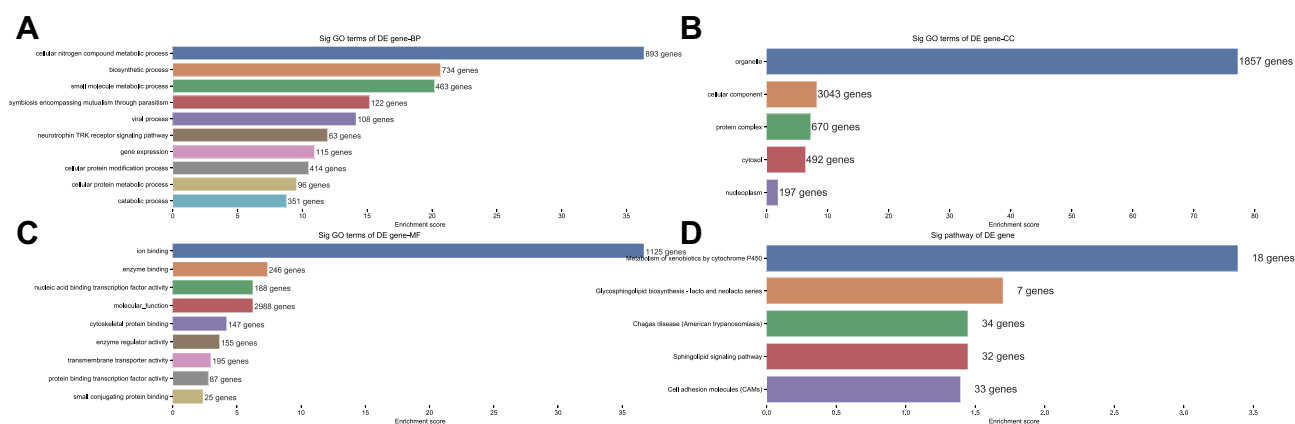 A
Sig GO terms of DE gene-BP
cellular nitrogen compound metabolic process
893 genes
biosynthetic process
734 genes
small molecule metabolic process
463 genes
symbiosis encompassing mutualism through parasitism
122 genes
viral process
108 genes
neurotrophin TRK receptor signaling pathway
63 genes
gene expression
115 genes
cellular protein modification process
414 genes
cellular protein metabolic process
96 genes
catabolic process
351 genes
0 5 10 15 20 25 30 35
Enrichment score
B
Sig GO terms of DE gene-CC
organelle
1857 genes
cellular component
3043 genes
protein complex
670 genes
cytosol
492 genes
nucleoplasm
197 genes
0 10 20 30 40 50 60 70 80
Enrichment score
C
Sig GO terms of DE gene-MF
ion binding
1125 genes
enzyme binding
246 genes
nucleic acid binding transcription factor activity
188 genes
molecular_function
2988 genes
cytoskeletal protein binding
147 genes
enzyme regulator activity
155 genes
transmembrane transporter activity
195 genes
protein binding transcription factor activity
87 genes
small conjugating protein binding
25 genes
0 5 10 15 20 25 30 35
Enrichment score
D
Sig pathway of DE gene
Metabolism of xenobiotics by cytochrome P450
18 genes
Glycosphingolipid biosynthesis - lacto and neolacto series
7 genes
Chagas disease (American trypanosomiasis)
34 genes
Sphingolipid signaling pathway
32 genes
Cell adhesion molecules (CAMs)
33 genes
0.0 0.5 1.0 1.5 2.0 2.5 3.0 3.5
Enrichment score